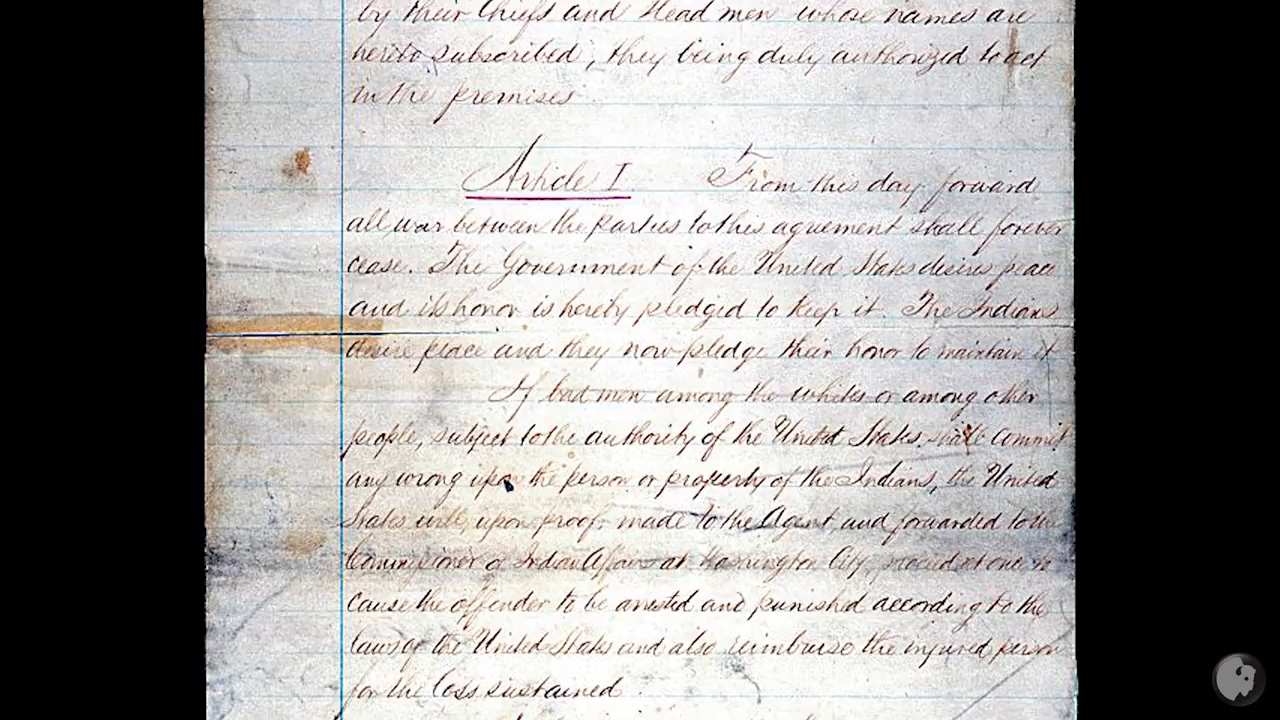 by their Chiefs and Head men whose names are
hereto subscribed, they being duly authorized to act
in the premises
Article I. From this day forward
all war between the parties to this agreement shall forever
cease. The Government of the United States desires peace
and its honor is hereby pledged to keep it. The Indians
desire peace and they now pledge their honor to maintain it
If bad men among the whites or among other
people, subject to the authority of the United States, shall commit
any wrong upon the person or property of the Indians, the United
States will, upon proof, made to the Agent, and forwarded to the
Commissioner of Indian Affairs at Washington City, proceed at once to
cause the offender to be arrested and punished according to the
laws of the United States and also reimburse the injured person
for the loss sustained.